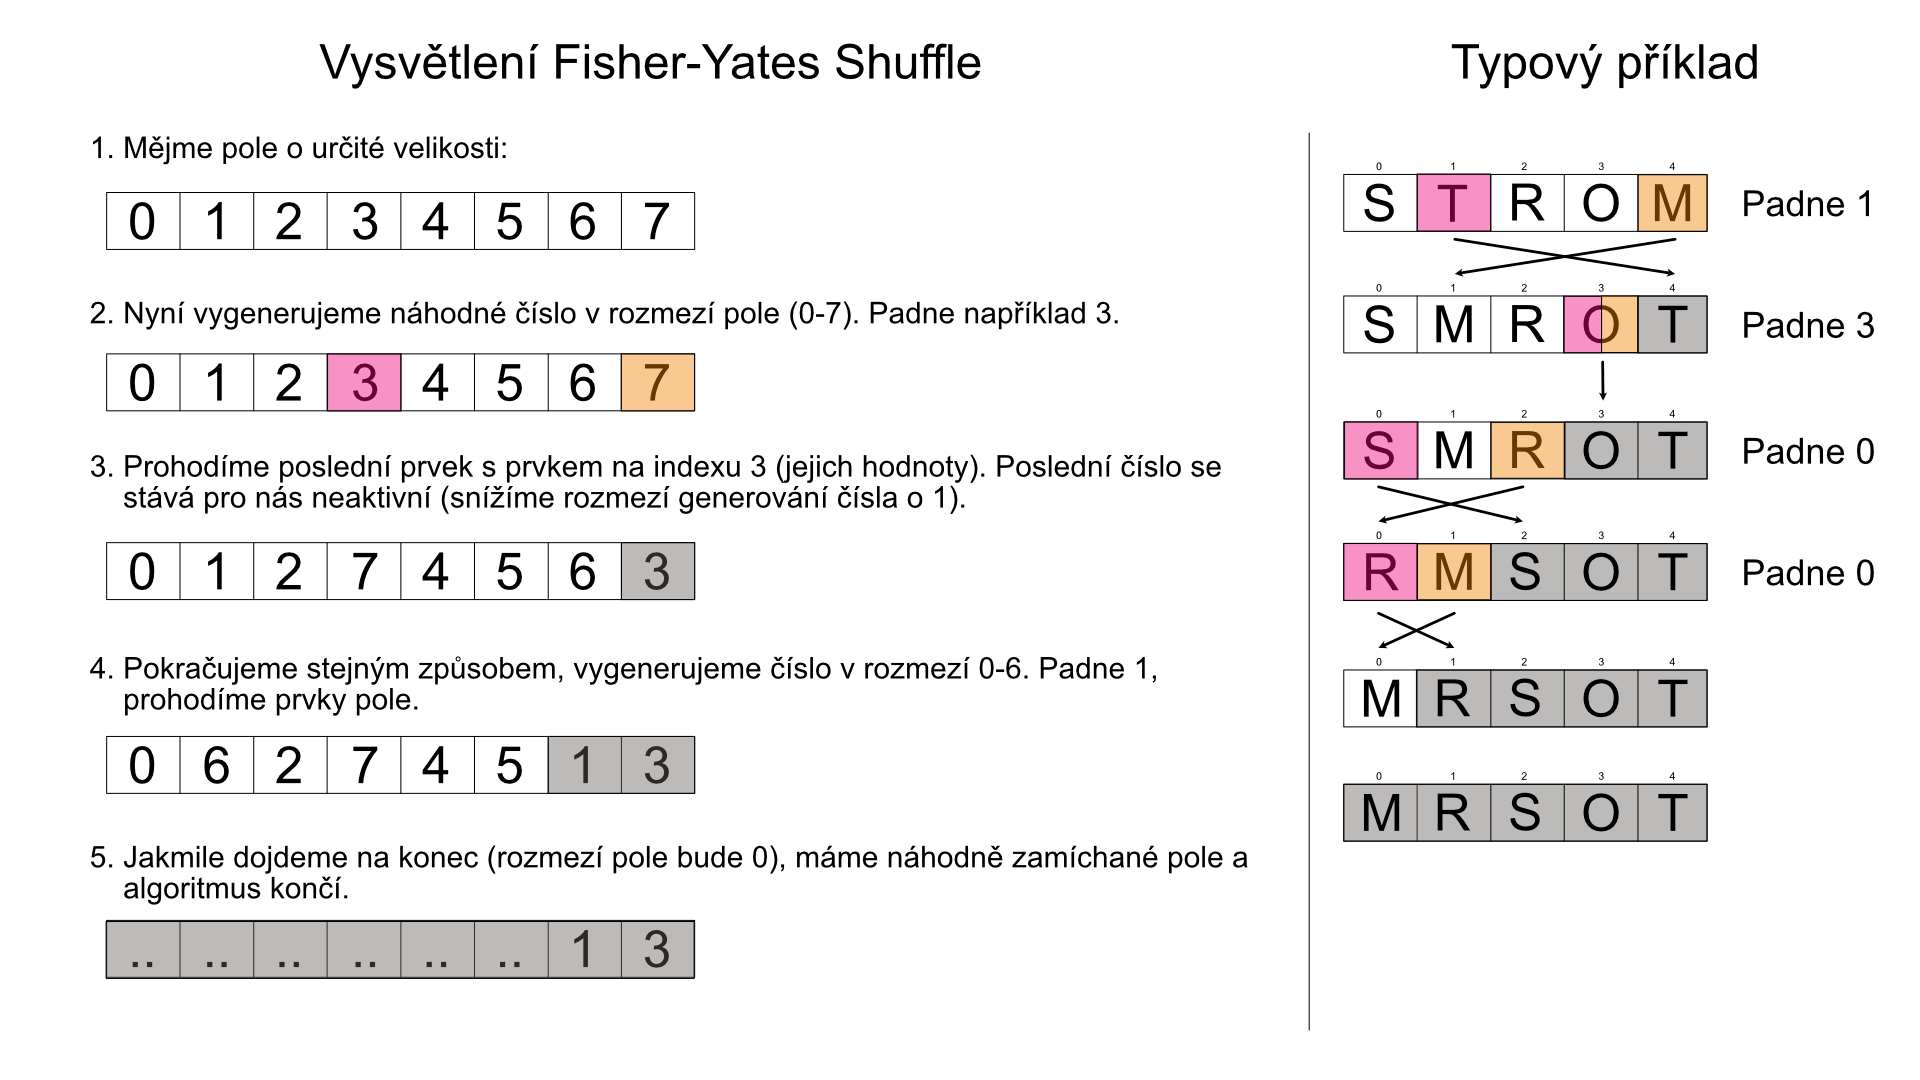 Vysvětlení Fisher-Yates Shuffle
1. Mějme pole o určité velikosti:
0 1 2 3 4 5 6 7
2. Nyní vygenerujeme náhodné číslo v rozmezí pole (0-7). Padne například 3.
0 1 2 3 4 5 6 7
3. Prohodíme poslední prvek s prvkem na indexu 3 (jejich hodnoty). Poslední číslo se
stává pro nás neaktivní (snížíme rozmezí generování čísla o 1).
0 1 2 7 4 5 6 3
4. Pokračujeme stejným způsobem, vygenerujeme číslo v rozmezí 0-6. Padne 1,
prohodíme prvky pole.
0 6 2 7 4 5 1 3
5. Jakmile dojdeme na konec (rozmezí pole bude 0), máme náhodně zamíchané pole a
algoritmus končí.
.. .. .. .. .. .. 1 3
Typový příklad
0 1 2 3 4
S T R O M Padne 1
0 1 2 3 4
S M R O T Padne 3
0 1 2 3 4
S M R O T Padne 0
0 1 2 3 4
R M S O T Padne 0
0 1 2 3 4
M R S O T
0 1 2 3 4
M R S O T